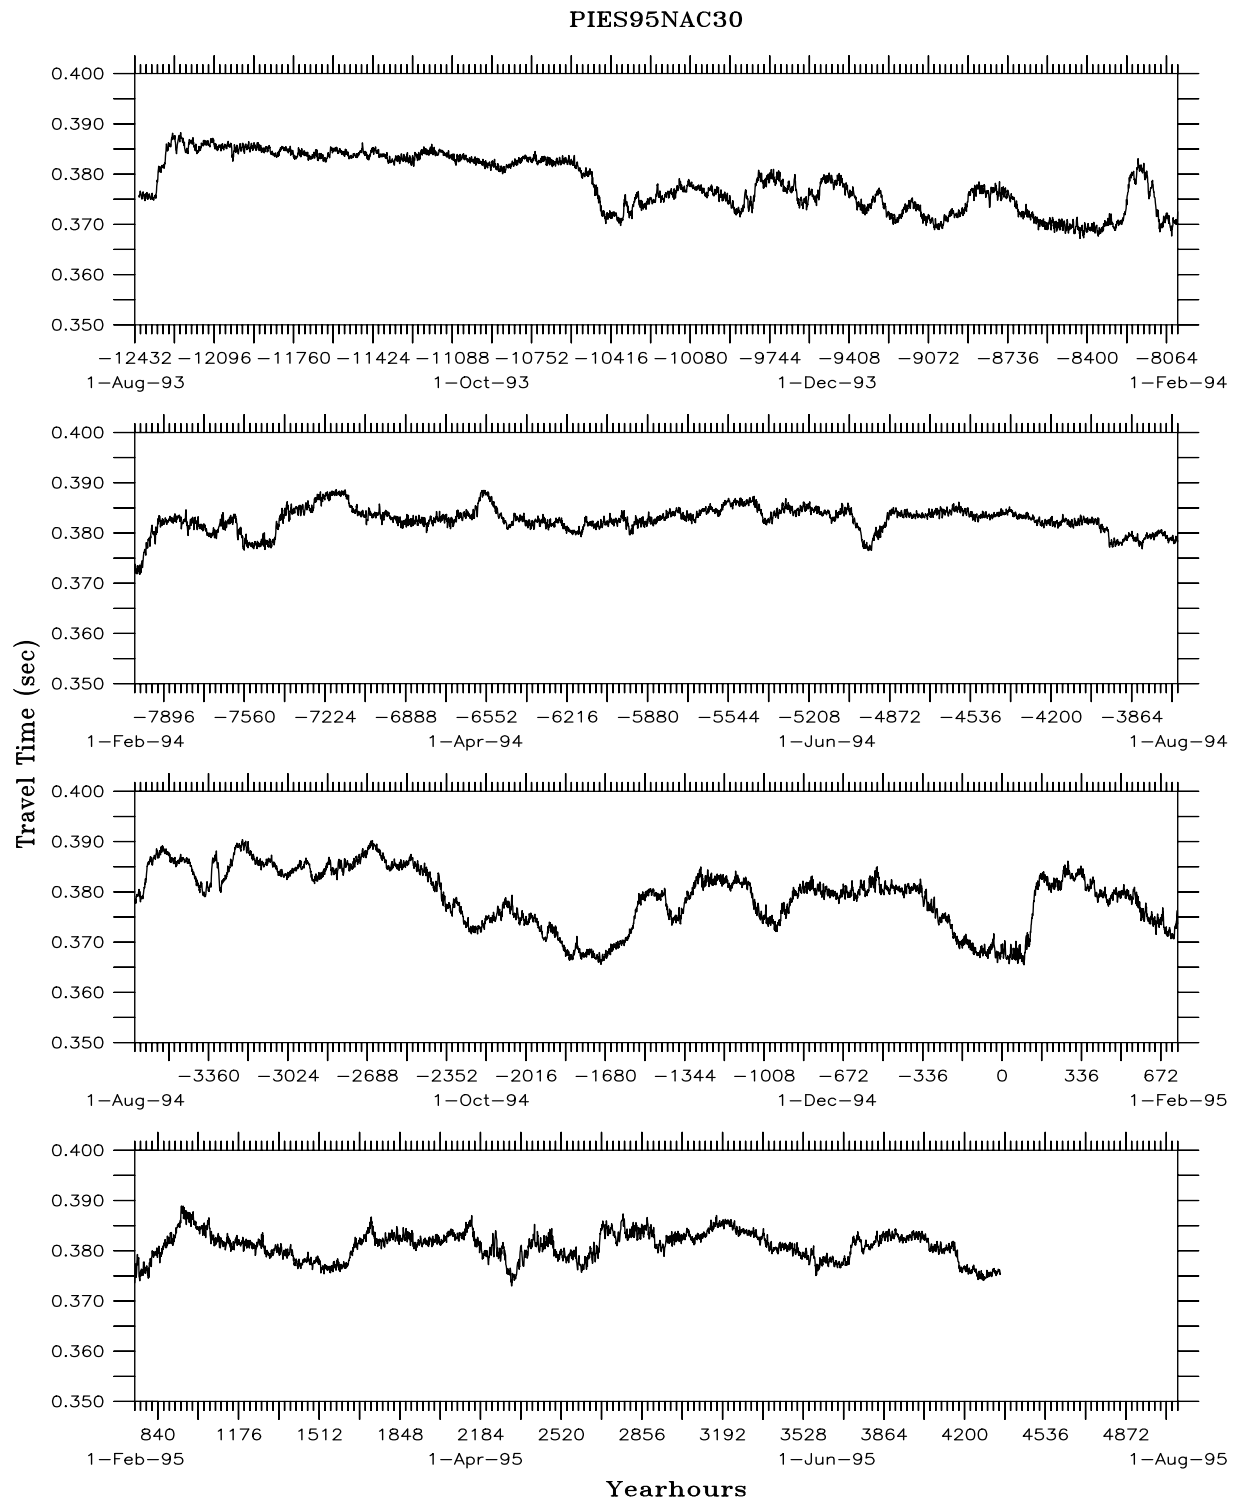 PIES95NAC30
0.400
0.390
0.380
0.370
0.360
0.350
−12432 −12096 −11760 −11424 −11088 −10752 −10416 −10080 −9744 −9408 −9072 −8736 −8400 −8064
1−Aug−93 1−Oct−93 1−Dec−93 1−Feb−94
0.400
0.390
0.380
0.370
0.360
0.350
−7896 −7560 −7224 −6888 −6552 −6216 −5880 −5544 −5208 −4872 −4536 −4200 −3864
1−Feb−94 1−Apr−94 1−Jun−94 1−Aug−94
Travel Time (sec)
0.400
0.390
0.380
0.370
0.360
0.350
−3360 −3024 −2688 −2352 −2016 −1680 −1344 −1008 −672 −336 0 336 672
1−Aug−94 1−Oct−94 1−Dec−94 1−Feb−95
0.400
0.390
0.380
0.370
0.360
0.350
840 1176 1512 1848 2184 2520 2856 3192 3528 3864 4200 4536 4872
1−Feb−95 1−Apr−95 1−Jun−95 1−Aug−95
Yearhours